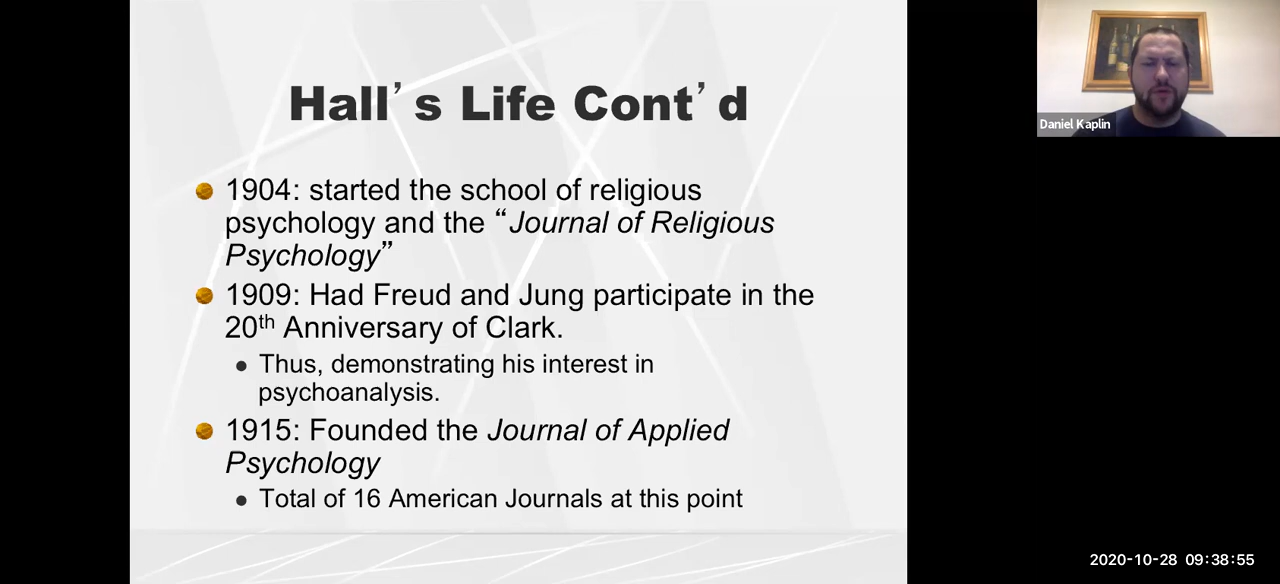 Hall’s Life Cont’d
1904: started the school of religious
psychology and the “Journal of Religious
Psychology”
1909: Had Freud and Jung participate in the
20th Anniversary of Clark.
Thus, demonstrating his interest in
psychoanalysis.
1915: Founded the Journal of Applied
Psychology
Total of 16 American Journals at this point
Daniel Kaplin
2020-10-28 09:38:55